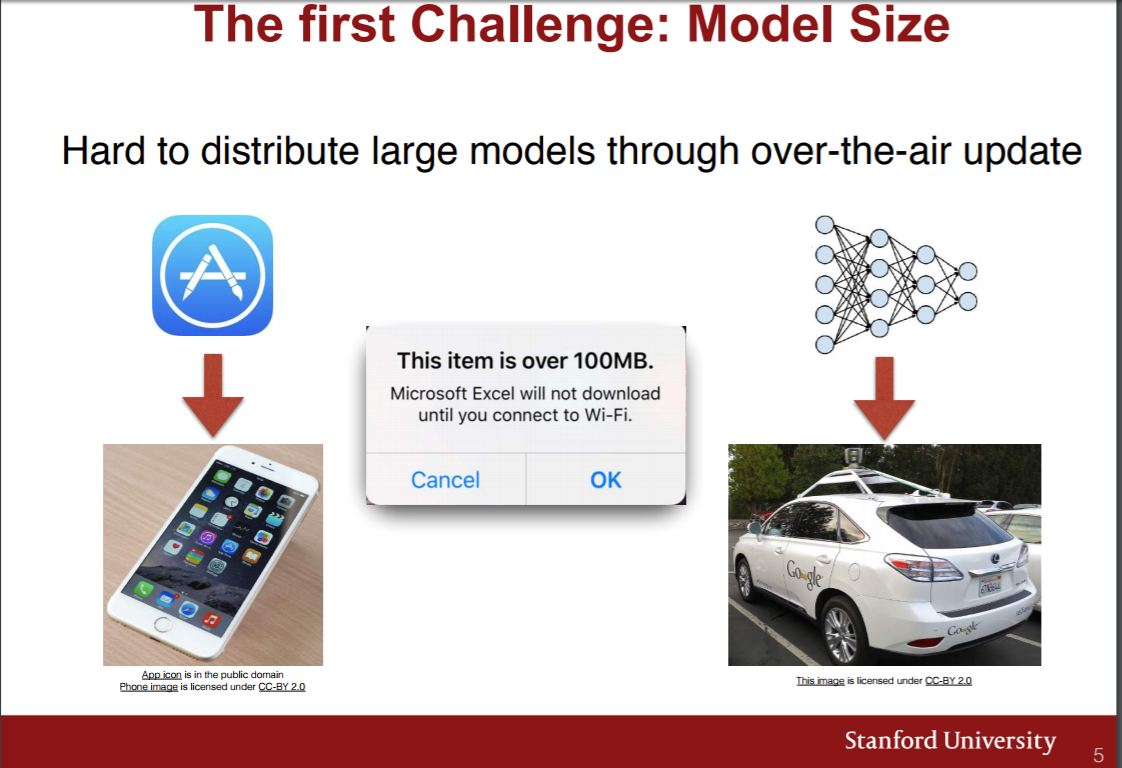 The first Challenge: Model Size
Hard to distribute large models through over-the-air update
This item is over 100MB.
Microsoft Excel will not download
until you connect to Wi-Fi.
Cancel
OK
Google
Google
App icon is in the public domain
Phone image is licensed under CC-BY 2.0
This image is licensed under CC-BY 2.0
Stanford University
5